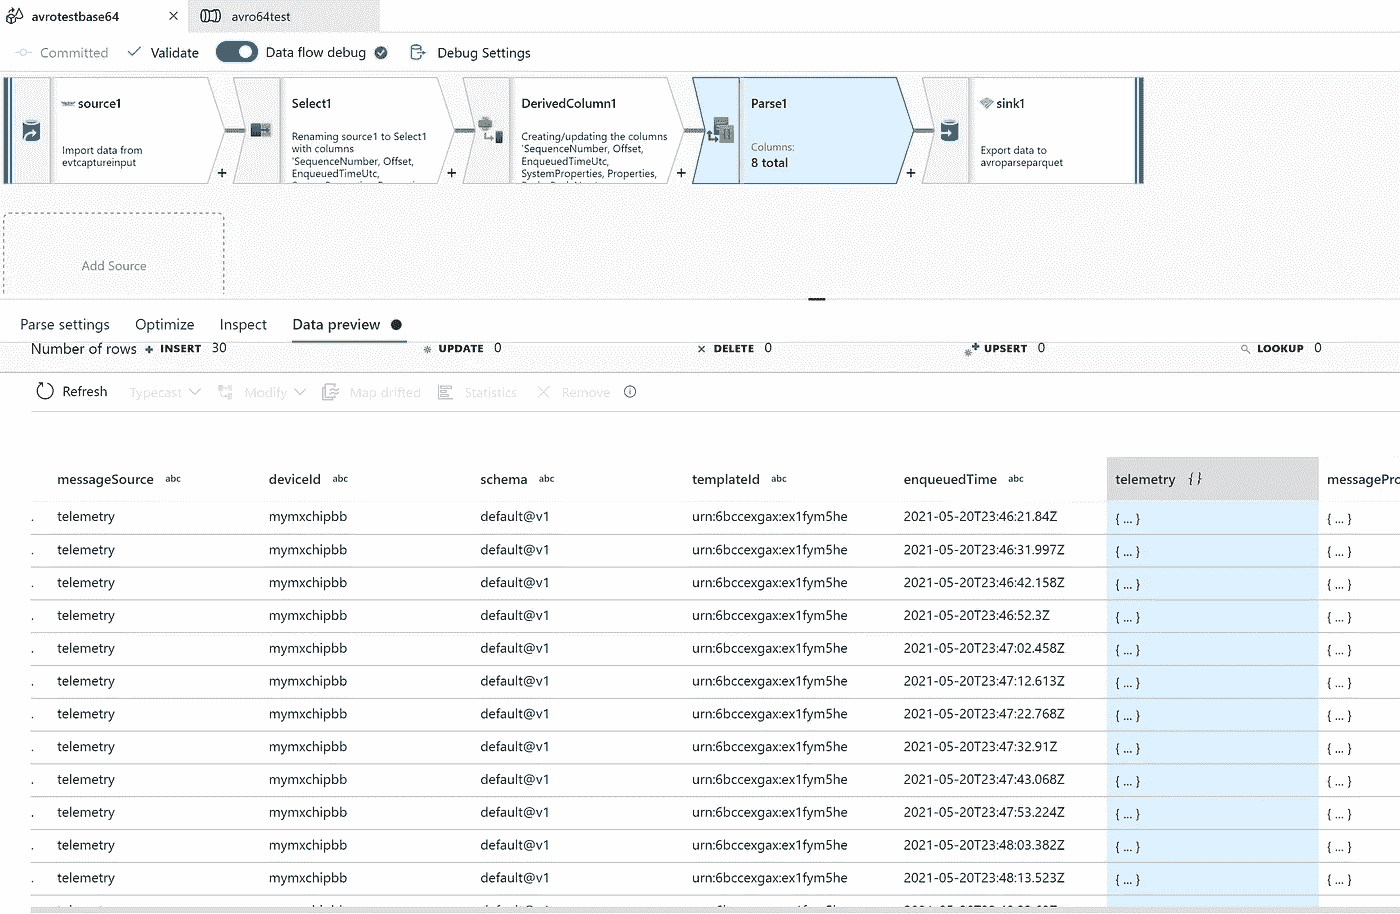 avrotestbase64
avro64test
Committed Validate Data flow debug Debug Settings
source1
Import data from
evtcaptureinput
+
Select1
Renaming source1 to Select1
with columns
'SequenceNumber, Offset,
EnqueuedTimeUtc,
+
DerivedColumn1
Creating/updating the columns
'SequenceNumber, Offset,
EnqueuedTimeUtc,
SystemProperties, Properties,
+
Parse1
Columns:
8 total
+
sink1
Export data to
avroparseparquet
Add Source
Parse settings Optimize Inspect Data preview
Number of rows + INSERT 30 UPDATE 0 DELETE 0 UPSERT 0 LOOKUP 0
Refresh Typecast Modify Map drifted Statistics Remove
messageSource abc deviceId abc schema abc templateId abc enqueuedTime abc telemetry {} messagePro
telemetry mymxchipbb default@v1 urn:6bccexgax:ex1fym5he 2021-05-20T23:46:21.84Z { ... } { ... }
telemetry mymxchipbb default@v1 urn:6bccexgax:ex1fym5he 2021-05-20T23:46:31.997Z { ... } { ... }
telemetry mymxchipbb default@v1 urn:6bccexgax:ex1fym5he 2021-05-20T23:46:42.158Z { ... } { ... }
telemetry mymxchipbb default@v1 urn:6bccexgax:ex1fym5he 2021-05-20T23:46:52.3Z { ... } { ... }
telemetry mymxchipbb default@v1 urn:6bccexgax:ex1fym5he 2021-05-20T23:47:02.458Z { ... } { ... }
telemetry mymxchipbb default@v1 urn:6bccexgax:ex1fym5he 2021-05-20T23:47:12.613Z { ... } { ... }
telemetry mymxchipbb default@v1 urn:6bccexgax:ex1fym5he 2021-05-20T23:47:22.768Z { ... } { ... }
telemetry mymxchipbb default@v1 urn:6bccexgax:ex1fym5he 2021-05-20T23:47:32.91Z { ... } { ... }
telemetry mymxchipbb default@v1 urn:6bccexgax:ex1fym5he 2021-05-20T23:47:43.068Z { ... } { ... }
telemetry mymxchipbb default@v1 urn:6bccexgax:ex1fym5he 2021-05-20T23:47:53.224Z { ... } { ... }
telemetry mymxchipbb default@v1 urn:6bccexgax:ex1fym5he 2021-05-20T23:48:03.382Z { ... } { ... }
telemetry mymxchipbb default@v1 urn:6bccexgax:ex1fym5he 2021-05-20T23:48:13.523Z { ... } { ... }